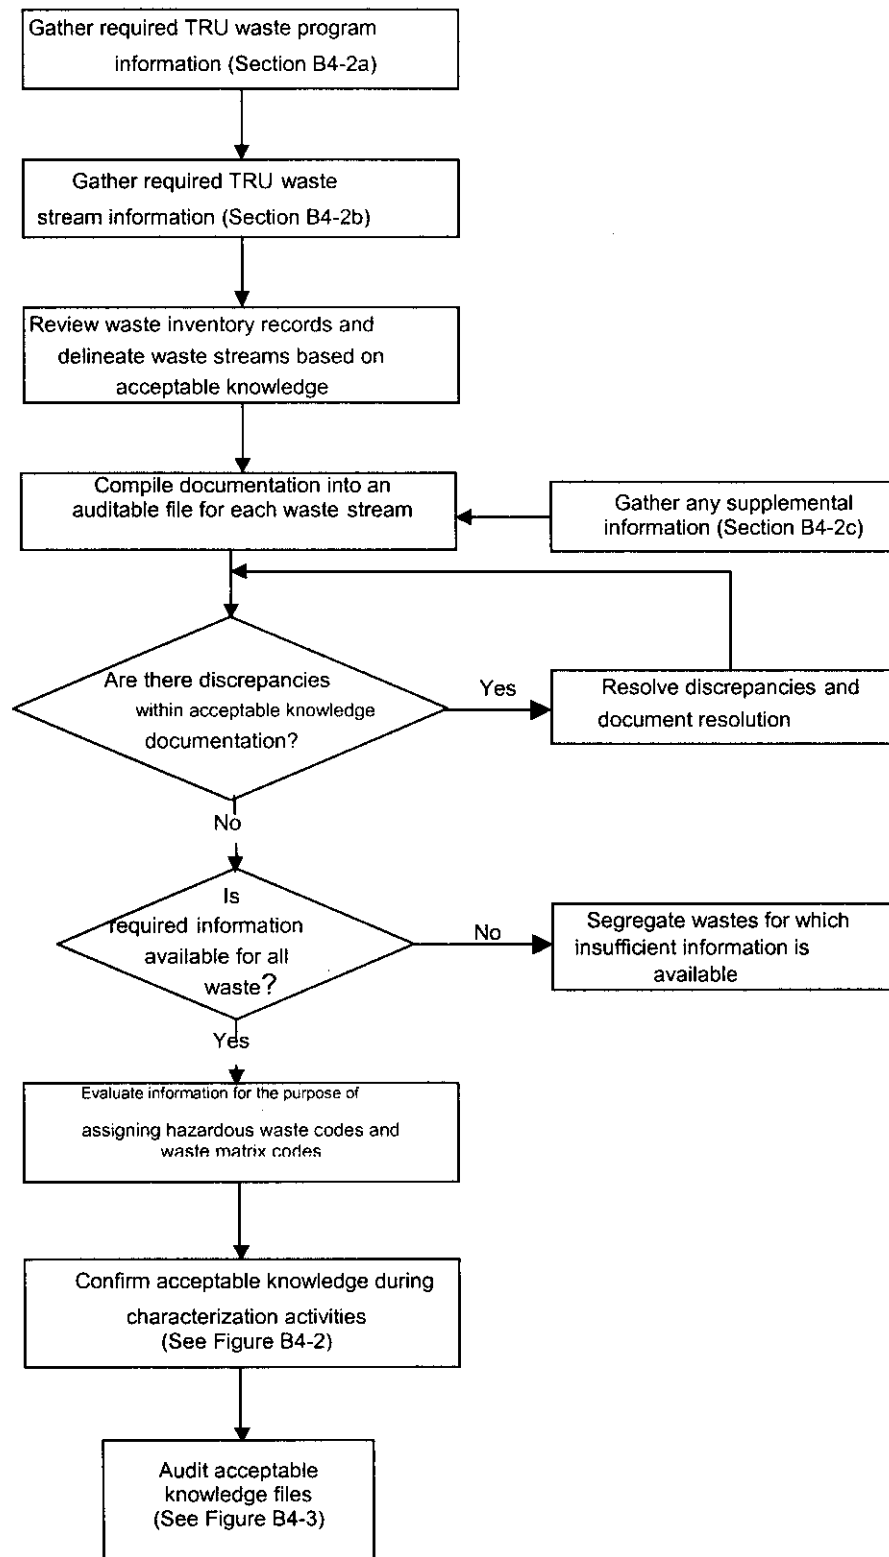 Gather required TRU waste program
information (Section B4-2a)
Gather required TRU waste
stream information (Section B4-2b)
Review waste inventory records and
delineate waste streams based on
acceptable knowledge
Compile documentation into an
auditable file for each waste stream
Gather any supplemental
information (Section B4-2c)
Are there discrepancies
within acceptable knowledge
documentation?
Yes
Resolve discrepancies and
document resolution
No
Is
required information
available for all
waste?
No
Segregate wastes for which
insufficient information is
available
Yes
Evaluate information for the purpose of
assigning hazardous waste codes and
waste matrix codes
Confirm acceptable knowledge during
characterization activities
(See Figure B4-2)
Audit acceptable
knowledge files
(See Figure B4-3)